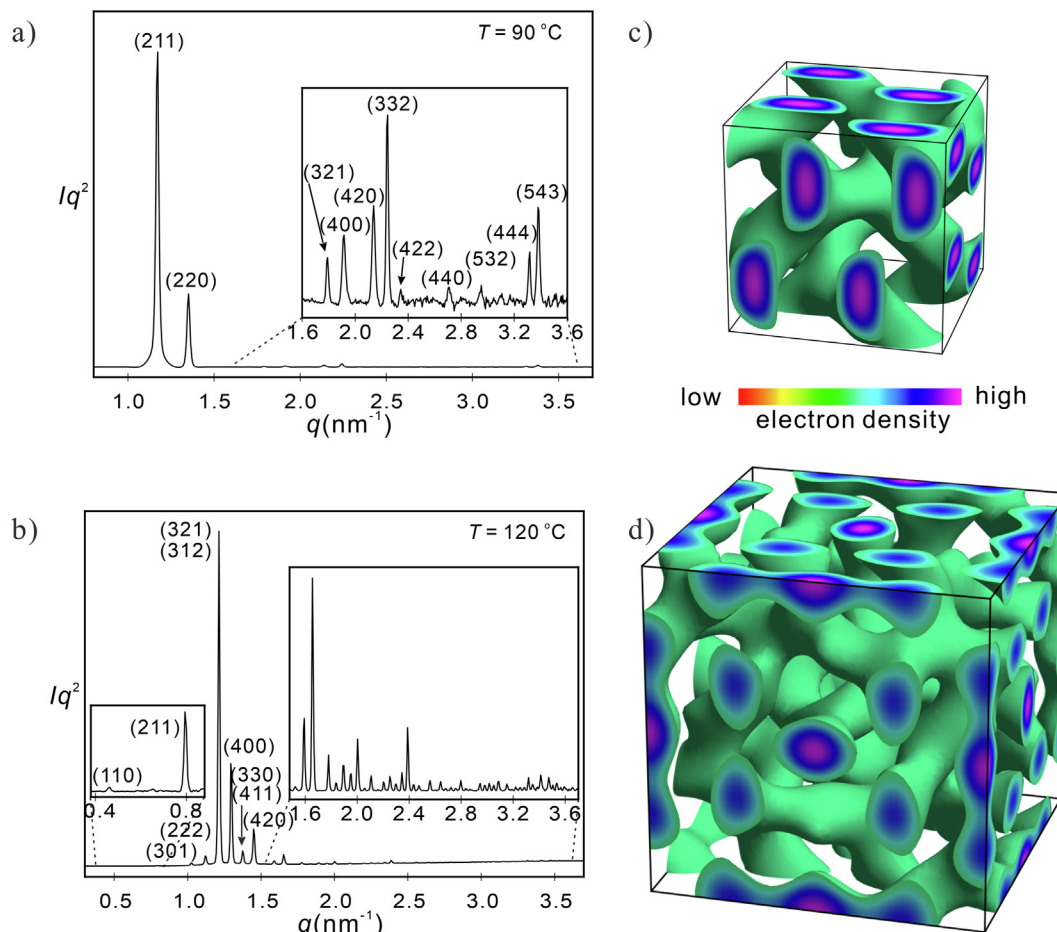 a)
T = 90 °C
(211)
(220)
(321)
(400)
(420)
(332)
(422)
(440)
(532)
(444)
(543)
1.6 2.0 2.4 2.8 3.2 3.6
Iq²
1.0 1.5 2.0 2.5 3.0 3.5
q(nm⁻¹)
c)
low high
electron density
b)
T = 120 °C
(321)
(312)
(211)
(110)
0.4 0.8
(400)
(330)
(411)
(420)
(222)
(301)
1.6 2.0 2.4 2.8 3.2 3.6
Iq²
0.5 1.0 1.5 2.0 2.5 3.0 3.5
q(nm⁻¹)
d)